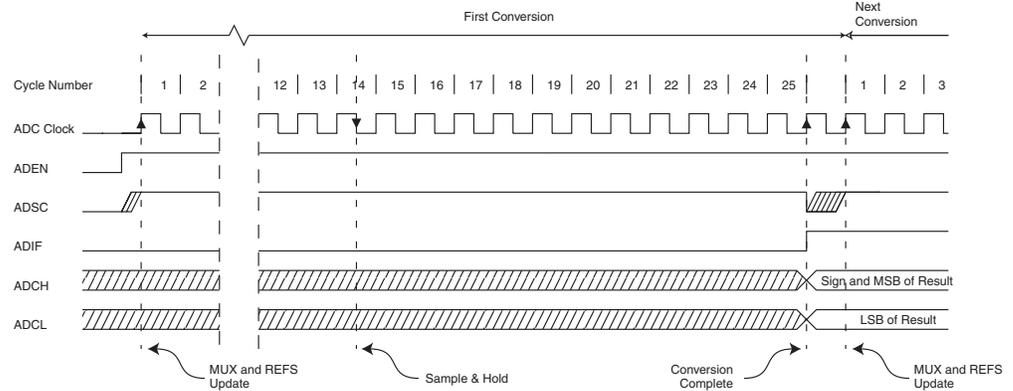 First Conversion
Next
Conversion
Cycle Number
1 2 12 13 14 15 16 17 18 19 20 21 22 23 24 25 1 2 3
ADC Clock
ADEN
ADSC
ADIF
ADCH
Sign and MSB of Result
ADCL
LSB of Result
MUX and REFS
Update
Sample & Hold
Conversion
Complete
MUX and REFS
Update